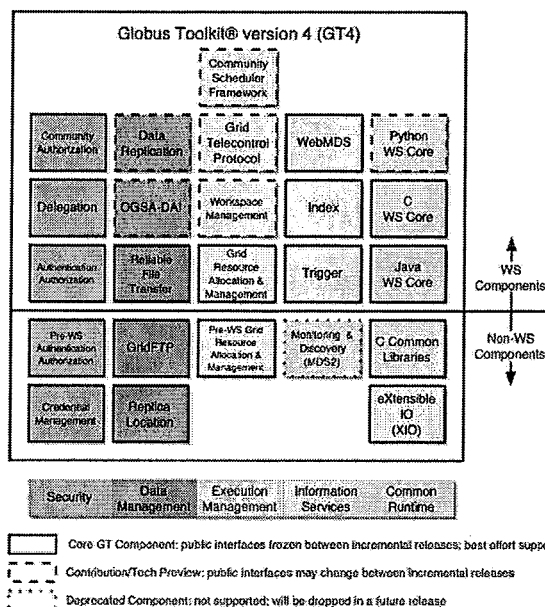 Globus Toolkit® version 4 (GT4)
Community
Scheduler
Framework
Community
Authorization
Data
Replication
Grid
Telecontrol
Protocol
WebMDS
Python
WS Core
Delegation
OGSA-DAI
Workspace
Management
Index
C
WS Core
Authentication
Authorization
Reliable
File
Transfer
Grid
Resource
Allocation &
Management
Trigger
Java
WS Core
WS
Components
Pre-WS
Authentication
Authorization
GridFTP
Pre-WS Grid
Resource
Allocation &
Management
Monitoring &
Discovery
(MDS2)
C Common
Libraries
Non-WS
Components
Credential
Management
Replica
Location
eXtensible
IO
(XIO)
Security
Data
Management
Execution
Management
Information
Services
Common
Runtime
Core GT Component: public interfaces frozen between incremental releases; best effort suppo
Contribution/Tech Preview: public interfaces may change between incremental releases
Deprecated Component: not supported; will be dropped in a future release